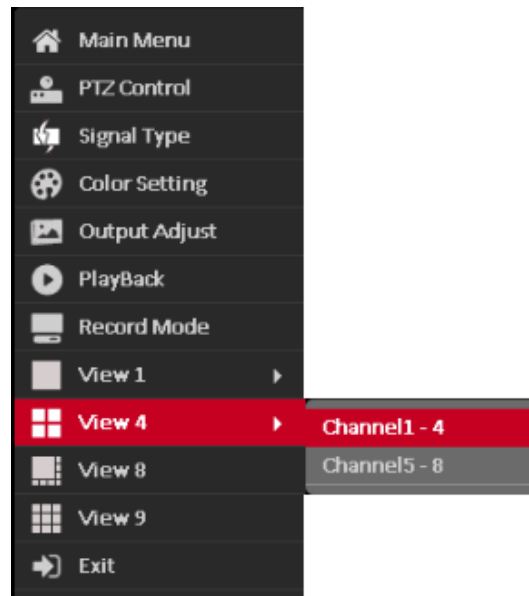 Main Menu
PTZ Control
Signal Type
Color Setting
Output Adjust
PlayBack
Record Mode
View 1
View 4
Channel1 - 4
Channel5 - 8
View 8
View 9
Exit